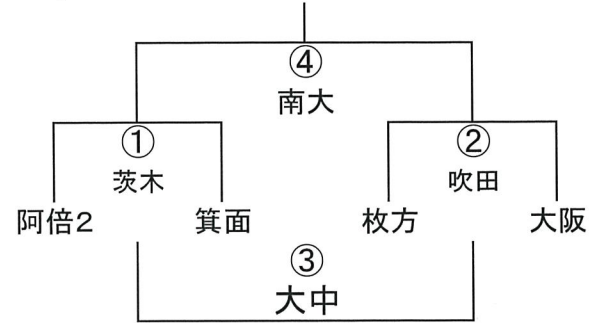 ④
南大
① ②
茨木 吹田
阿倍2 箕面 枚方 大阪
③
大中